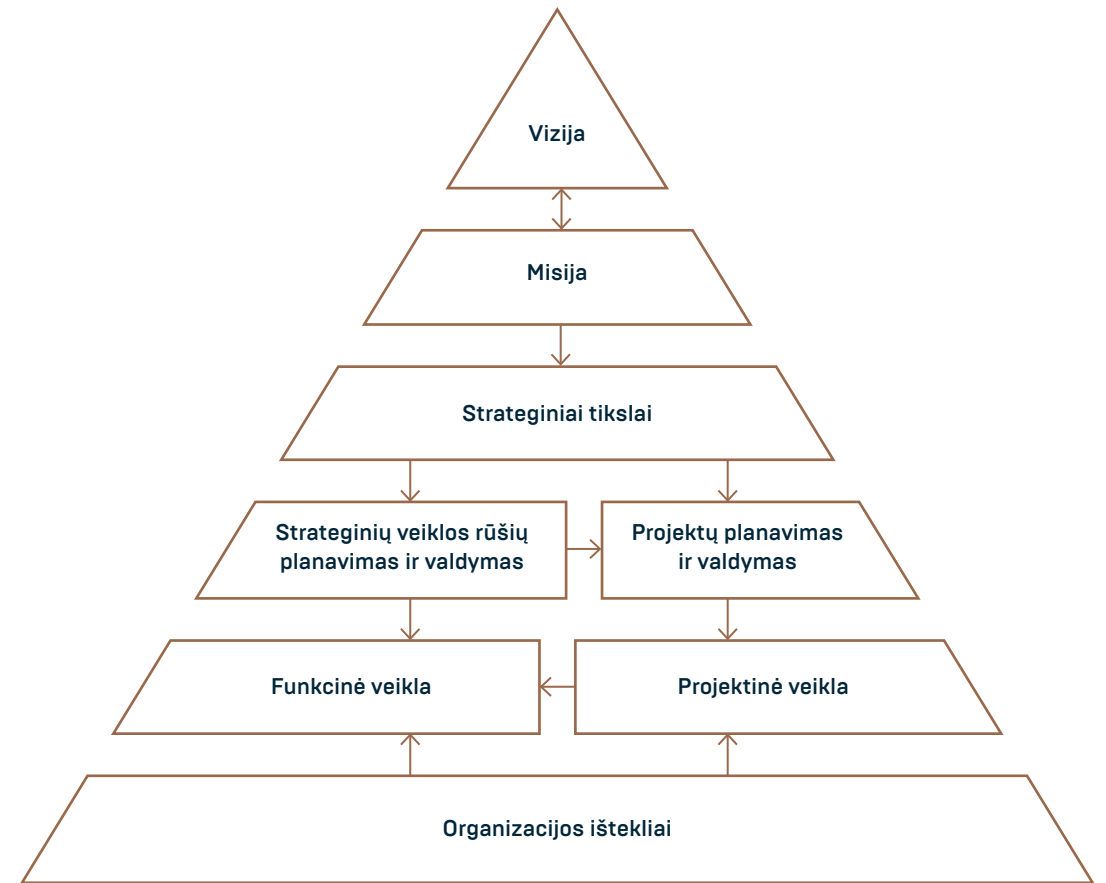 Vizija
Misija
Strateginiai tikslai
Strateginių veiklos rūšių
planavimas ir valdymas
Projektų planavimas
ir valdymas
Funkcinė veikla
Projektinė veikla
Organizacijos ištekliai